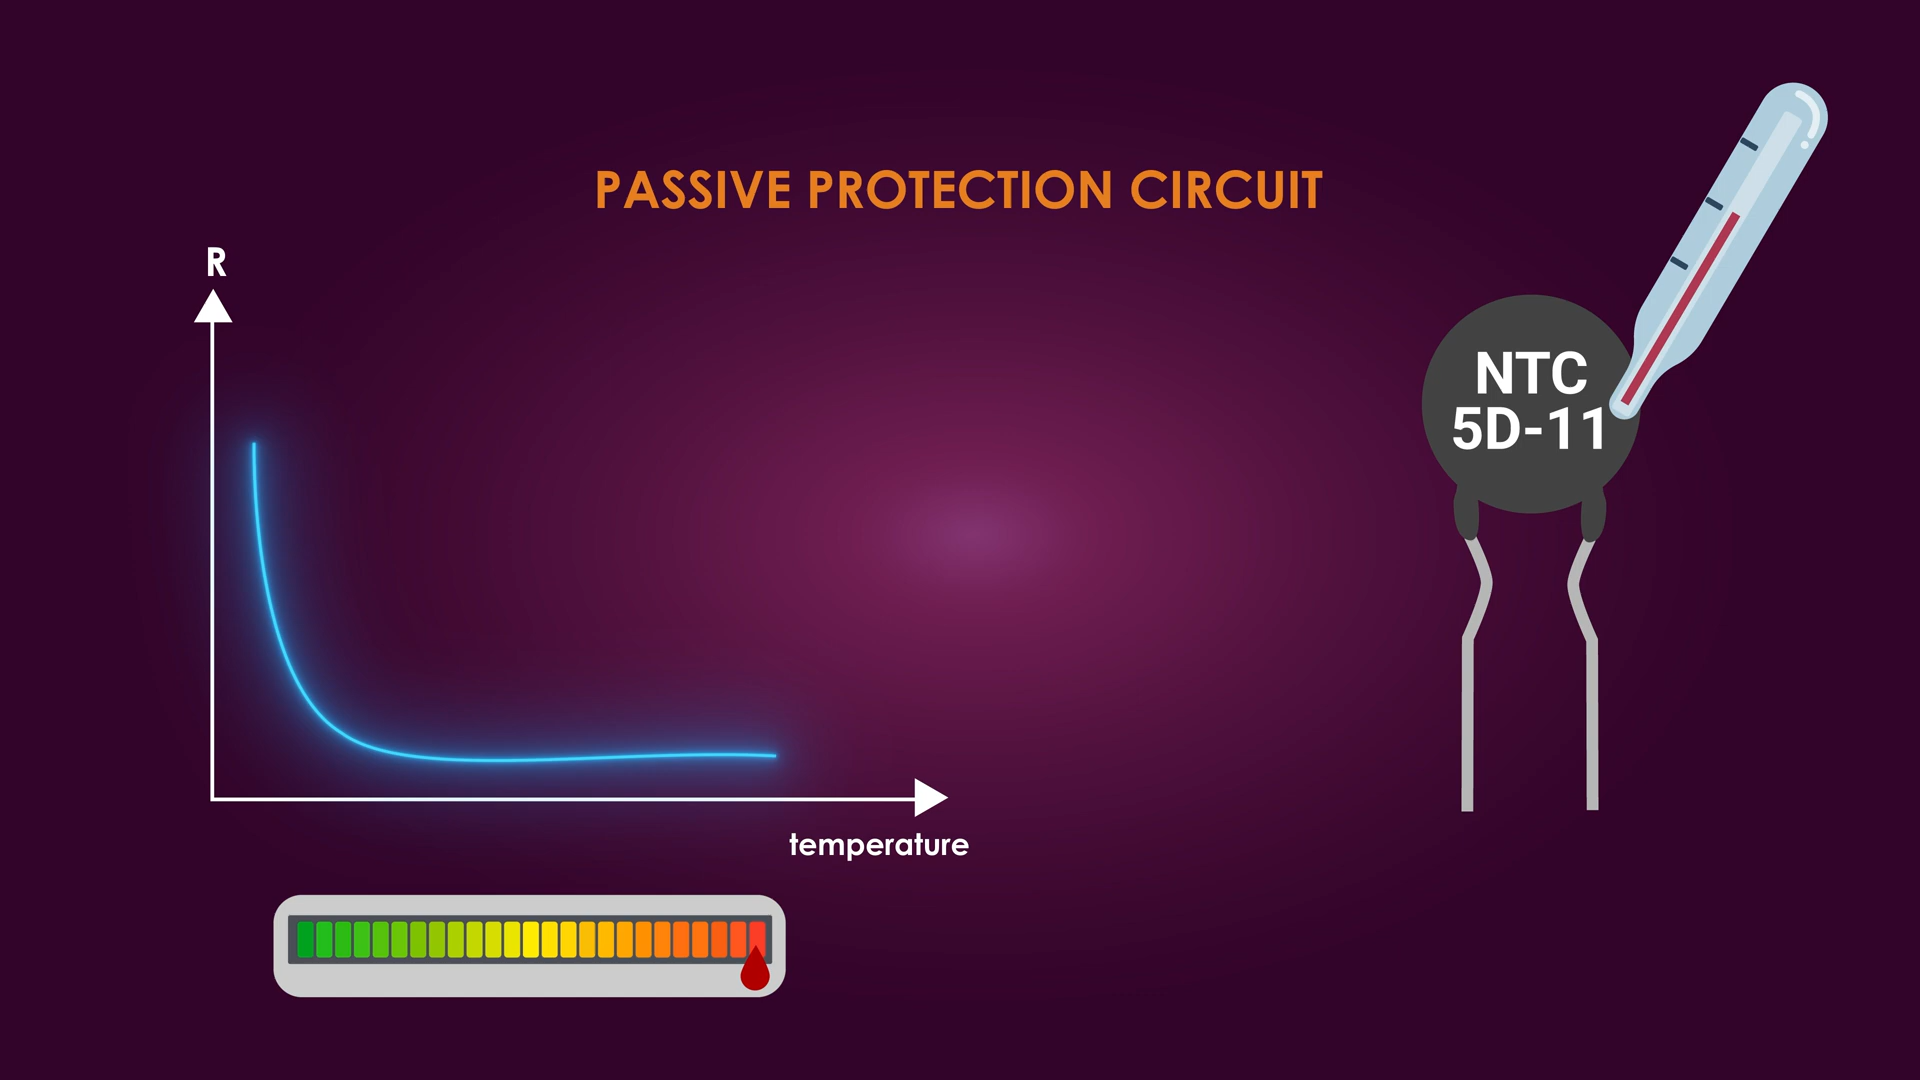 PASSIVE PROTECTION CIRCUIT
R
NTC
5D-11
temperature